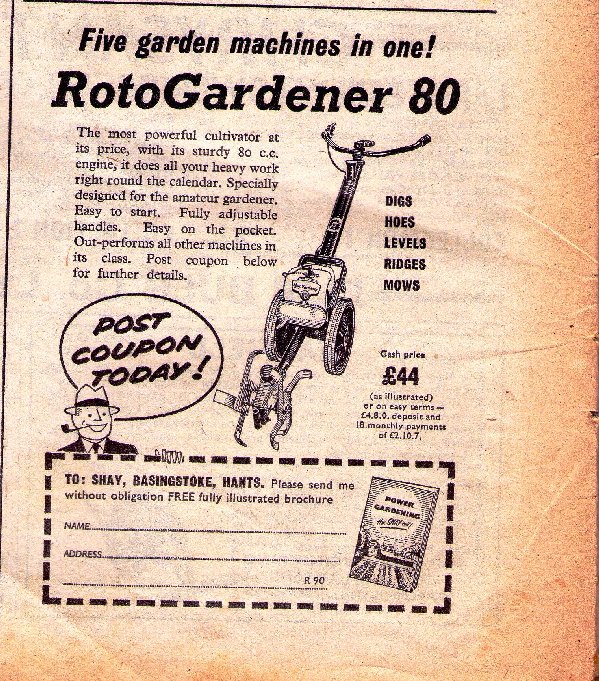 Five garden machines in one!
RotoGardener 80
The most powerful cultivator at
its price, with its sturdy 80 c.c.
engine, it does all your heavy work
right round the calendar. Specially
designed for the amateur gardener.
Easy to start. Fully adjustable
handles. Easy on the pocket.
Out-performs all other machines in
its class. Post coupon below
for further details.
DIGS
HOES
LEVELS
RIDGES
MOWS
POST
COUPON
TODAY!
Cash price
£44
(as illustrated)
or on easy terms—
£4.8.0. deposit and
18 monthly payments
of £2.10.7.
TO: SHAY, BASINGSTOKE, HANTS. Please send me
without obligation FREE fully illustrated brochure
NAME
ADDRESS
R 90
POWER
GARDENING
the SHAY way!